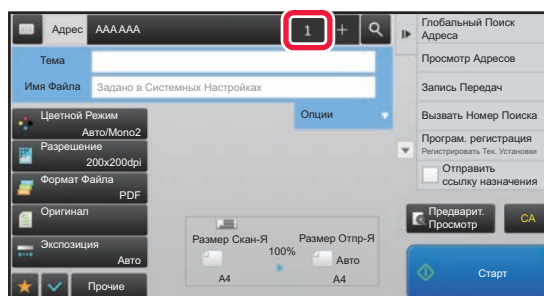 Адрес AAA AAA 1 +
Тема
Имя Файла Задано в Системных Настройках
Опции
Цветной Режим
Авто/Mono2
Разрешение
200x200dpi
Формат Файла
PDF
Оригинал
Экспозиция
Авто
Прочие
Размер Скан-Я
100%
Размер Отпр-Я
Авто
A4
A4
Глобальный Поиск
Адреса
Просмотр Адресов
Запись Передач
Вызвать Номер Поиска
Програм. регистрация
Регистрировать Тек. Установки
Отправить
ссылку назначения
Предварит.
Просмотр
CA
Старт